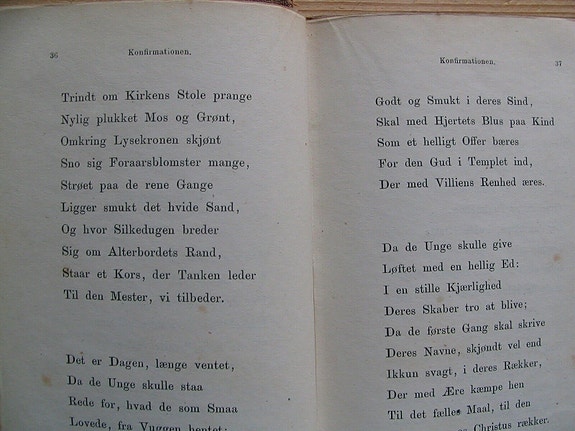 36
Konfirmationen.
Trindt om Kirkens Stole prange
Nylig plukket Mos og Grønt,
Omkring Lysekronen skjønt
Sno sig Foraarsblomster mange,
Strøet paa de rene Gange
Ligger smukt det hvide Sand,
Og hvor Silkedugen breder
Sig om Alterbordets Rand,
Staar et Kors, der Tanken leder
Til den Mester, vi tilbeder.
Det er Dagen, længe ventet,
Da de Unge skulle staa
Rede for, hvad de som Smaa
Lovede, fra Vuggen hentet:
Konfirmationen.
37
Godt og Smukt i deres Sind,
Skal med Hjertets Blus paa Kind
Som et helligt Offer bæres
For den Gud i Templet ind,
Der med Villiens Renhed æres.
Da de Unge skulle give
Løftet med en hellig Ed:
I en stille Kjærlighed
Deres Skaber tro at blive;
Da de første Gang skal skrive
Deres Navne, skjøndt vel end
Ikkun svagt, i deres Rækker,
Der med Ære kæmpe hen
Til det fælles Maal, til den
Christus rækker.